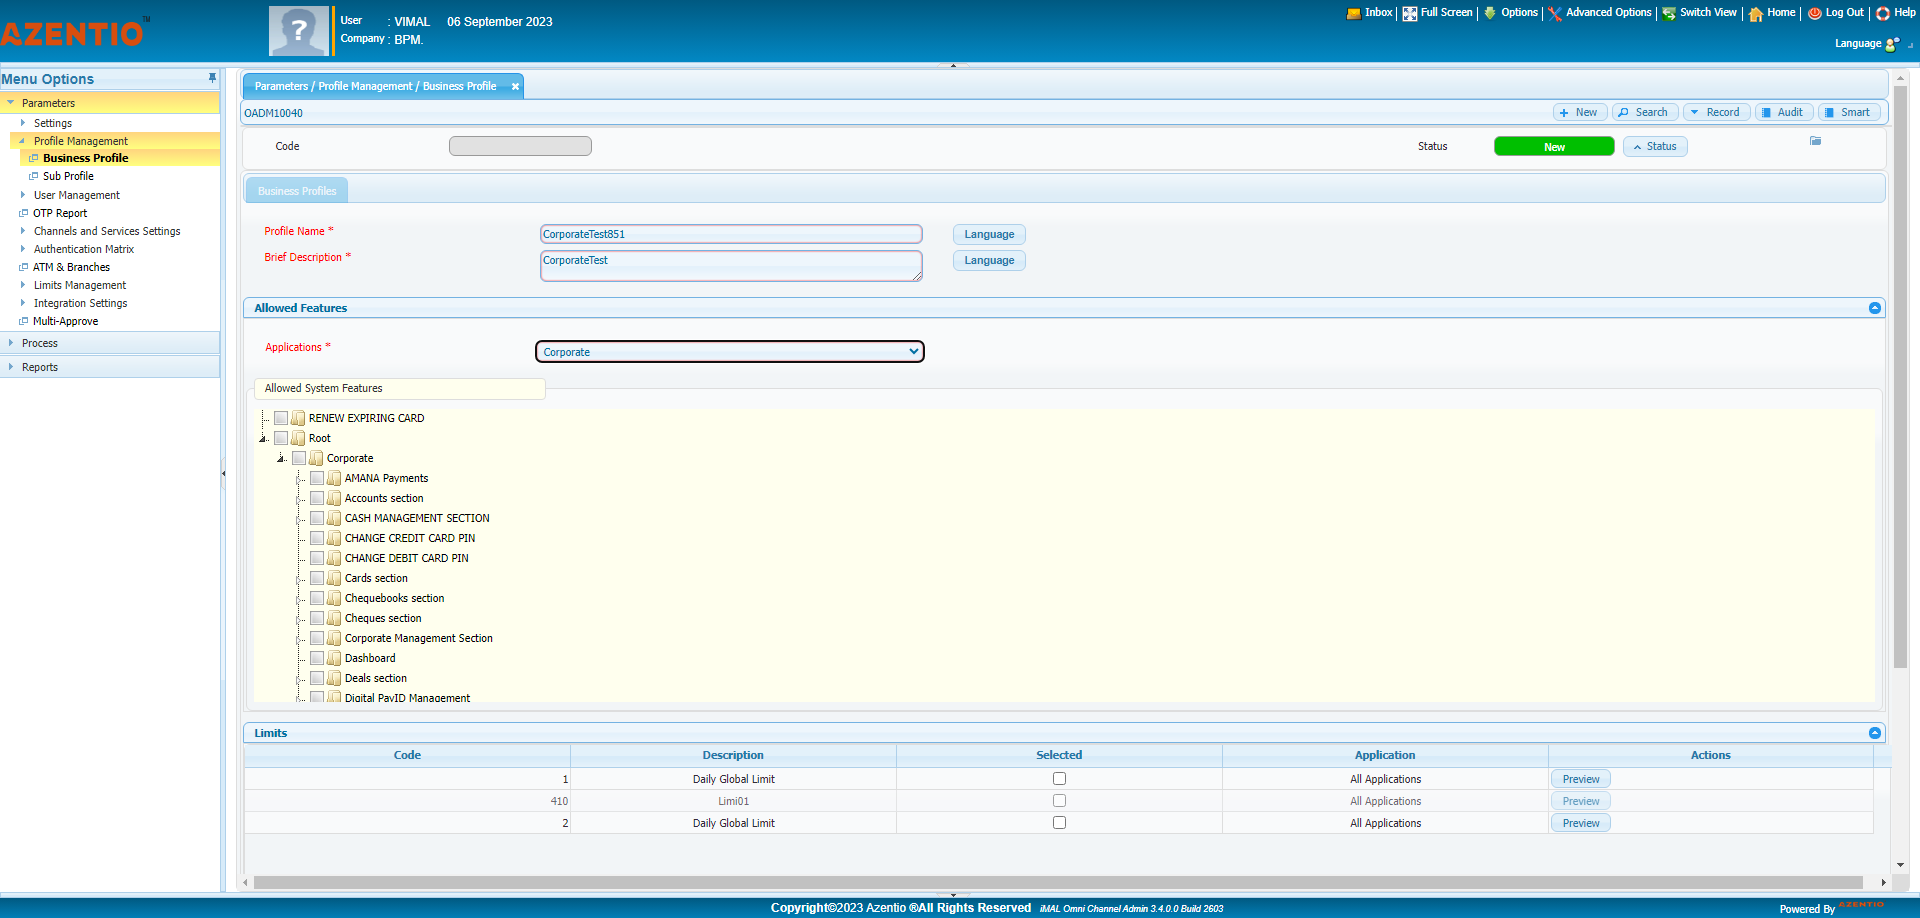 AZENTIO™
User : VIMAL 06 September 2023
Company : BPM.
Inbox Full Screen Options Advanced Options Switch View Home Log Out Help
Language
Menu Options
Parameters
Settings
Profile Management
Business Profile
Sub Profile
User Management
OTP Report
Channels and Services Settings
Authentication Matrix
ATM & Branches
Limits Management
Integration Settings
Multi-Approve
Process
Reports
Parameters / Profile Management / Business Profile
OADM10040
New Search Record Audit Smart
Code Status New Status
Business Profiles
Profile Name * CorporateTest851 Language
Brief Description * CorporateTest Language
Allowed Features
Applications * Corporate
Allowed System Features
RENEW EXPIRING CARD
Root
Corporate
AMANA Payments
Accounts section
CASH MANAGEMENT SECTION
CHANGE CREDIT CARD PIN
CHANGE DEBIT CARD PIN
Cards section
Chequebooks section
Cheques section
Corporate Management Section
Dashboard
Deals section
Digital PayID Management
Limits
Code Description Selected Application Actions
1 Daily Global Limit All Applications Preview
410 Limi01 All Applications Preview
2 Daily Global Limit All Applications Preview
Copyright©2023 Azentio ®All Rights Reserved iMAL Omni Channel Admin 3.4.0.0 Build 2603
Powered By AZENTIO